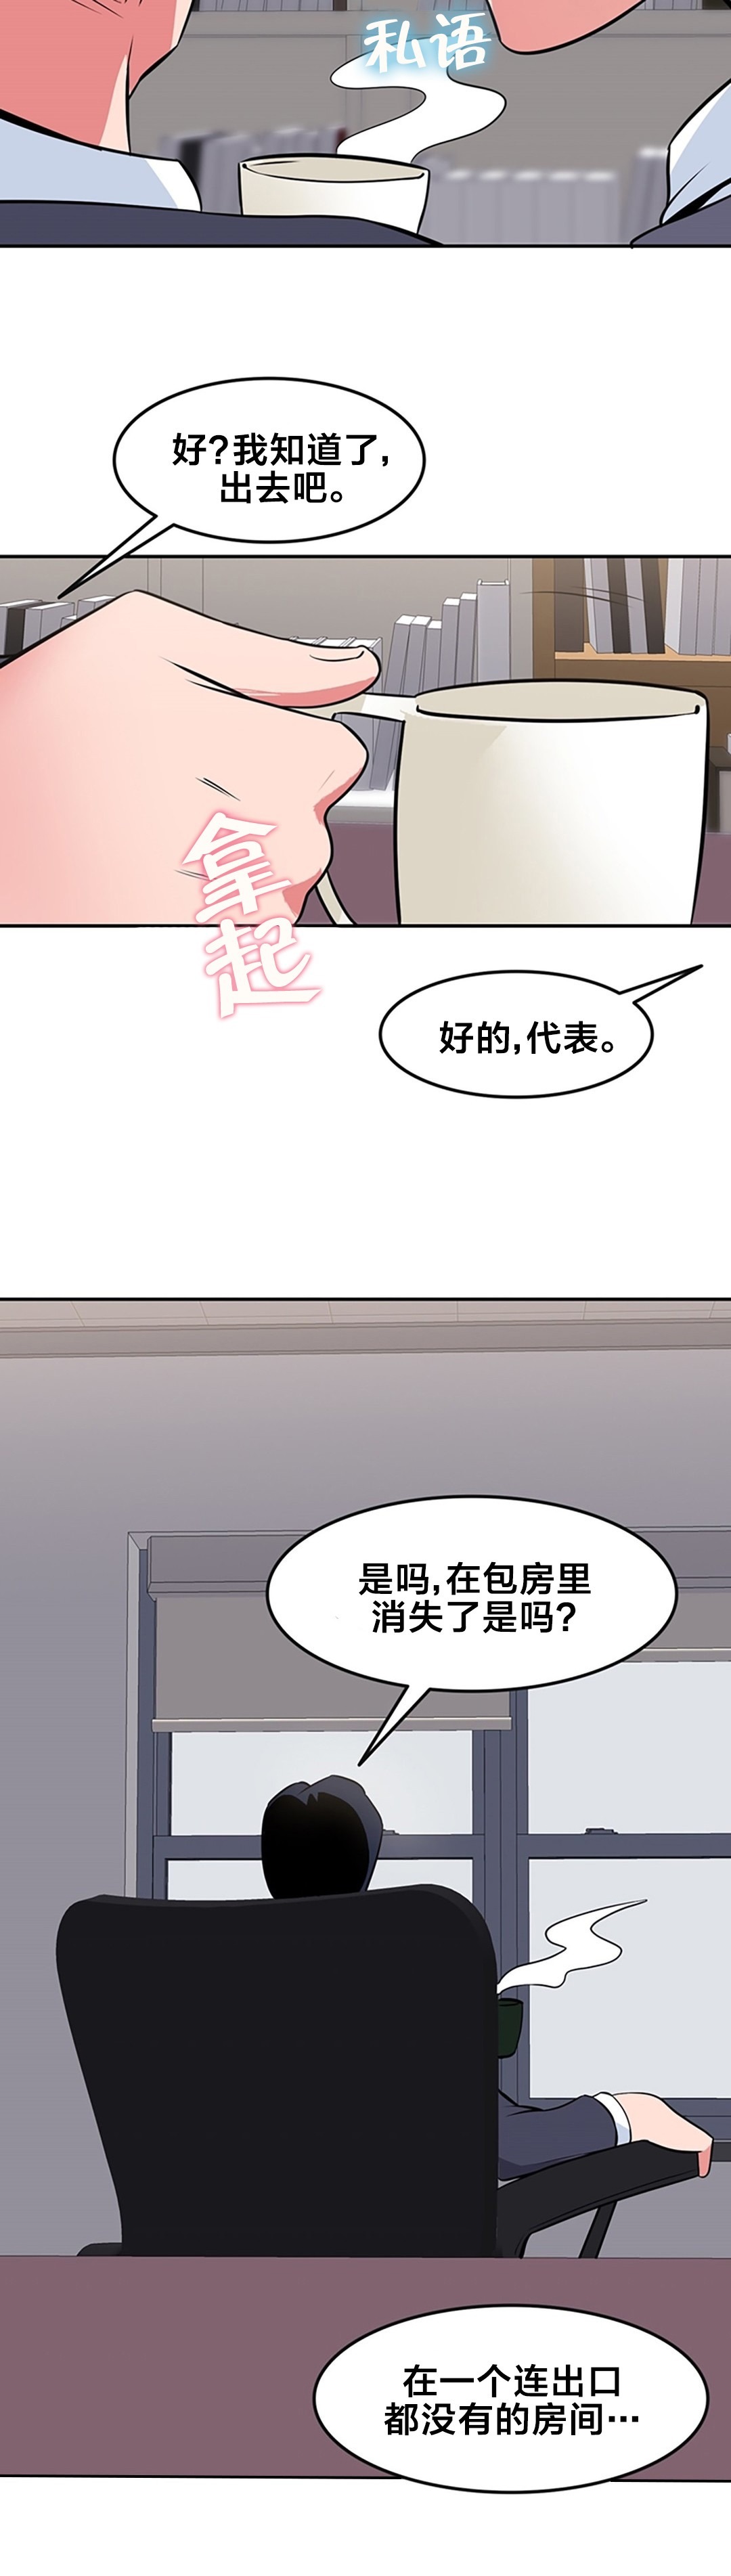 私语
好?我知道了,
出去吧。
拿
起
好的,代表。
是吗,在包房里
消失了是吗?
在一个连出口
都没有的房间…